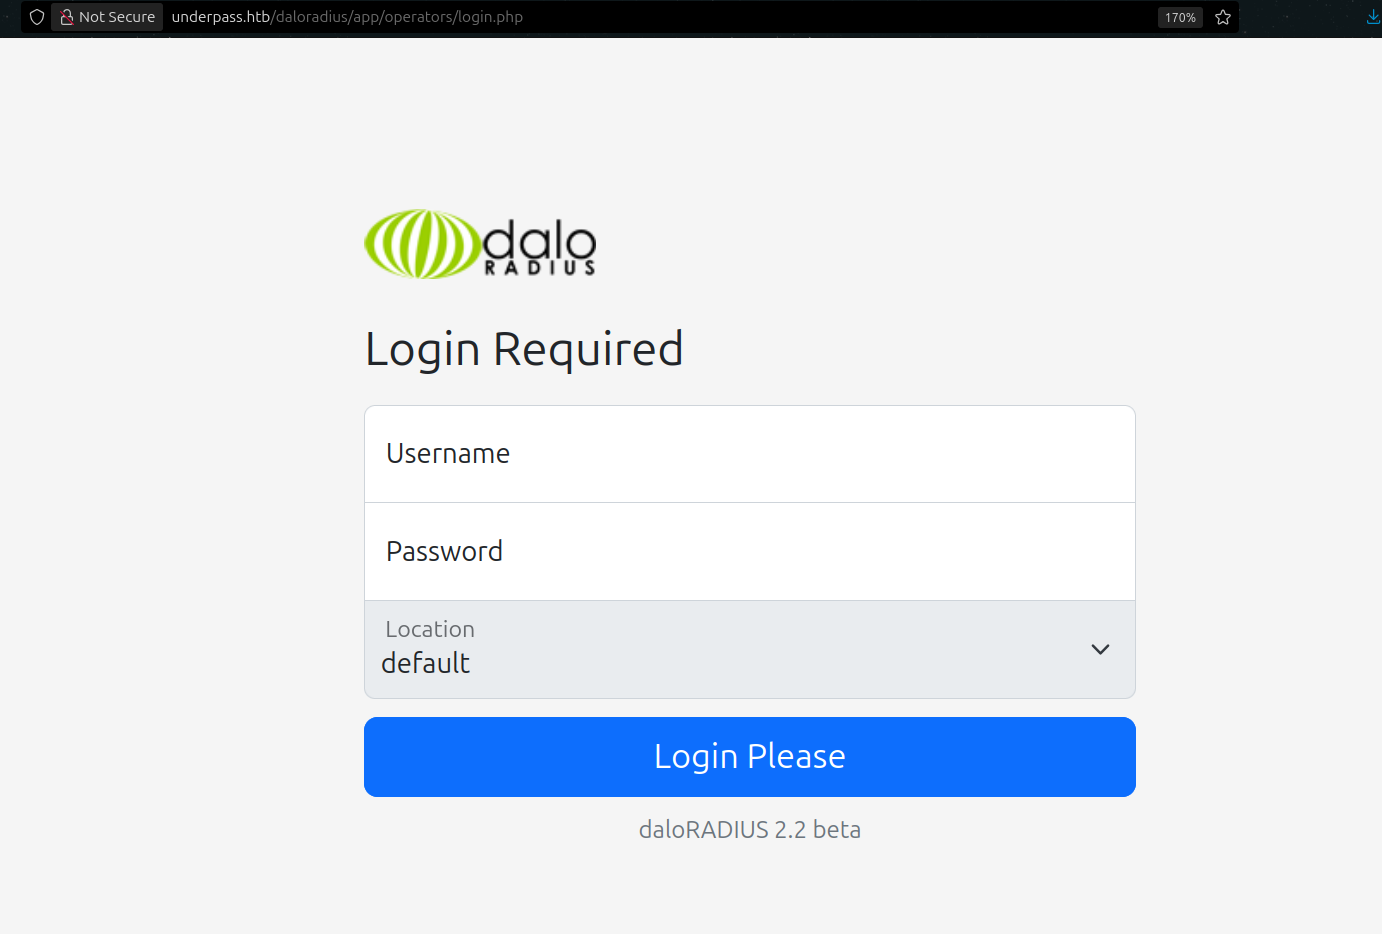 Not Secure underpass.htb/daloradius/app/operators/login.php 170%
dalo
RADIUS
Login Required
Username
Password
Location
default
Login Please
daloRADIUS 2.2 beta